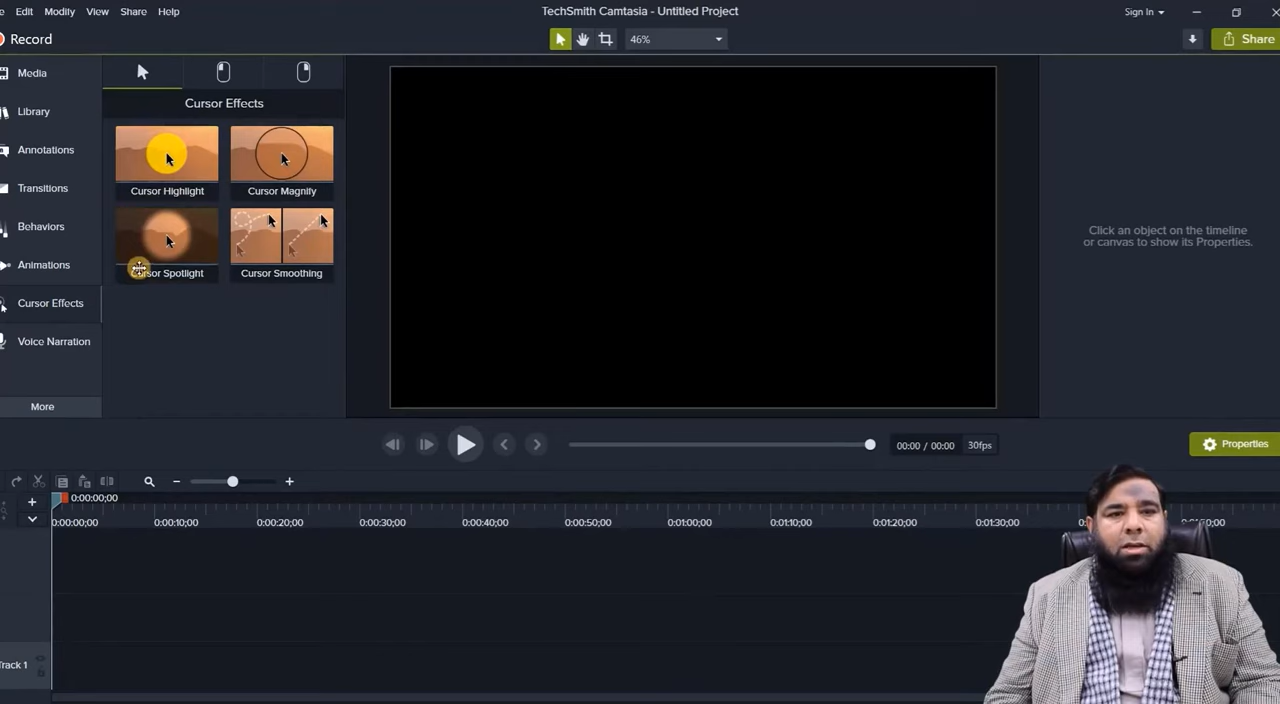 Edit Modify View Share Help TechSmith Camtasia - Untitled Project Sign In
Record 46% Share
Media
Library
Annotations
Transitions
Behaviors
Animations
Cursor Effects
Voice Narration
More
Cursor Effects
Cursor Highlight Cursor Magnify
Cursor Spotlight Cursor Smoothing
Click an object on the timeline
or canvas to show its Properties.
00:00 / 00:00 30fps Properties
0:00:00;00
0:00:00;00 0:00:10;00 0:00:20;00 0:00:30;00 0:00:40;00 0:00:50;00 0:01:00;00 0:01:10;00 0:01:20;00 0:01:30;00
Track 1